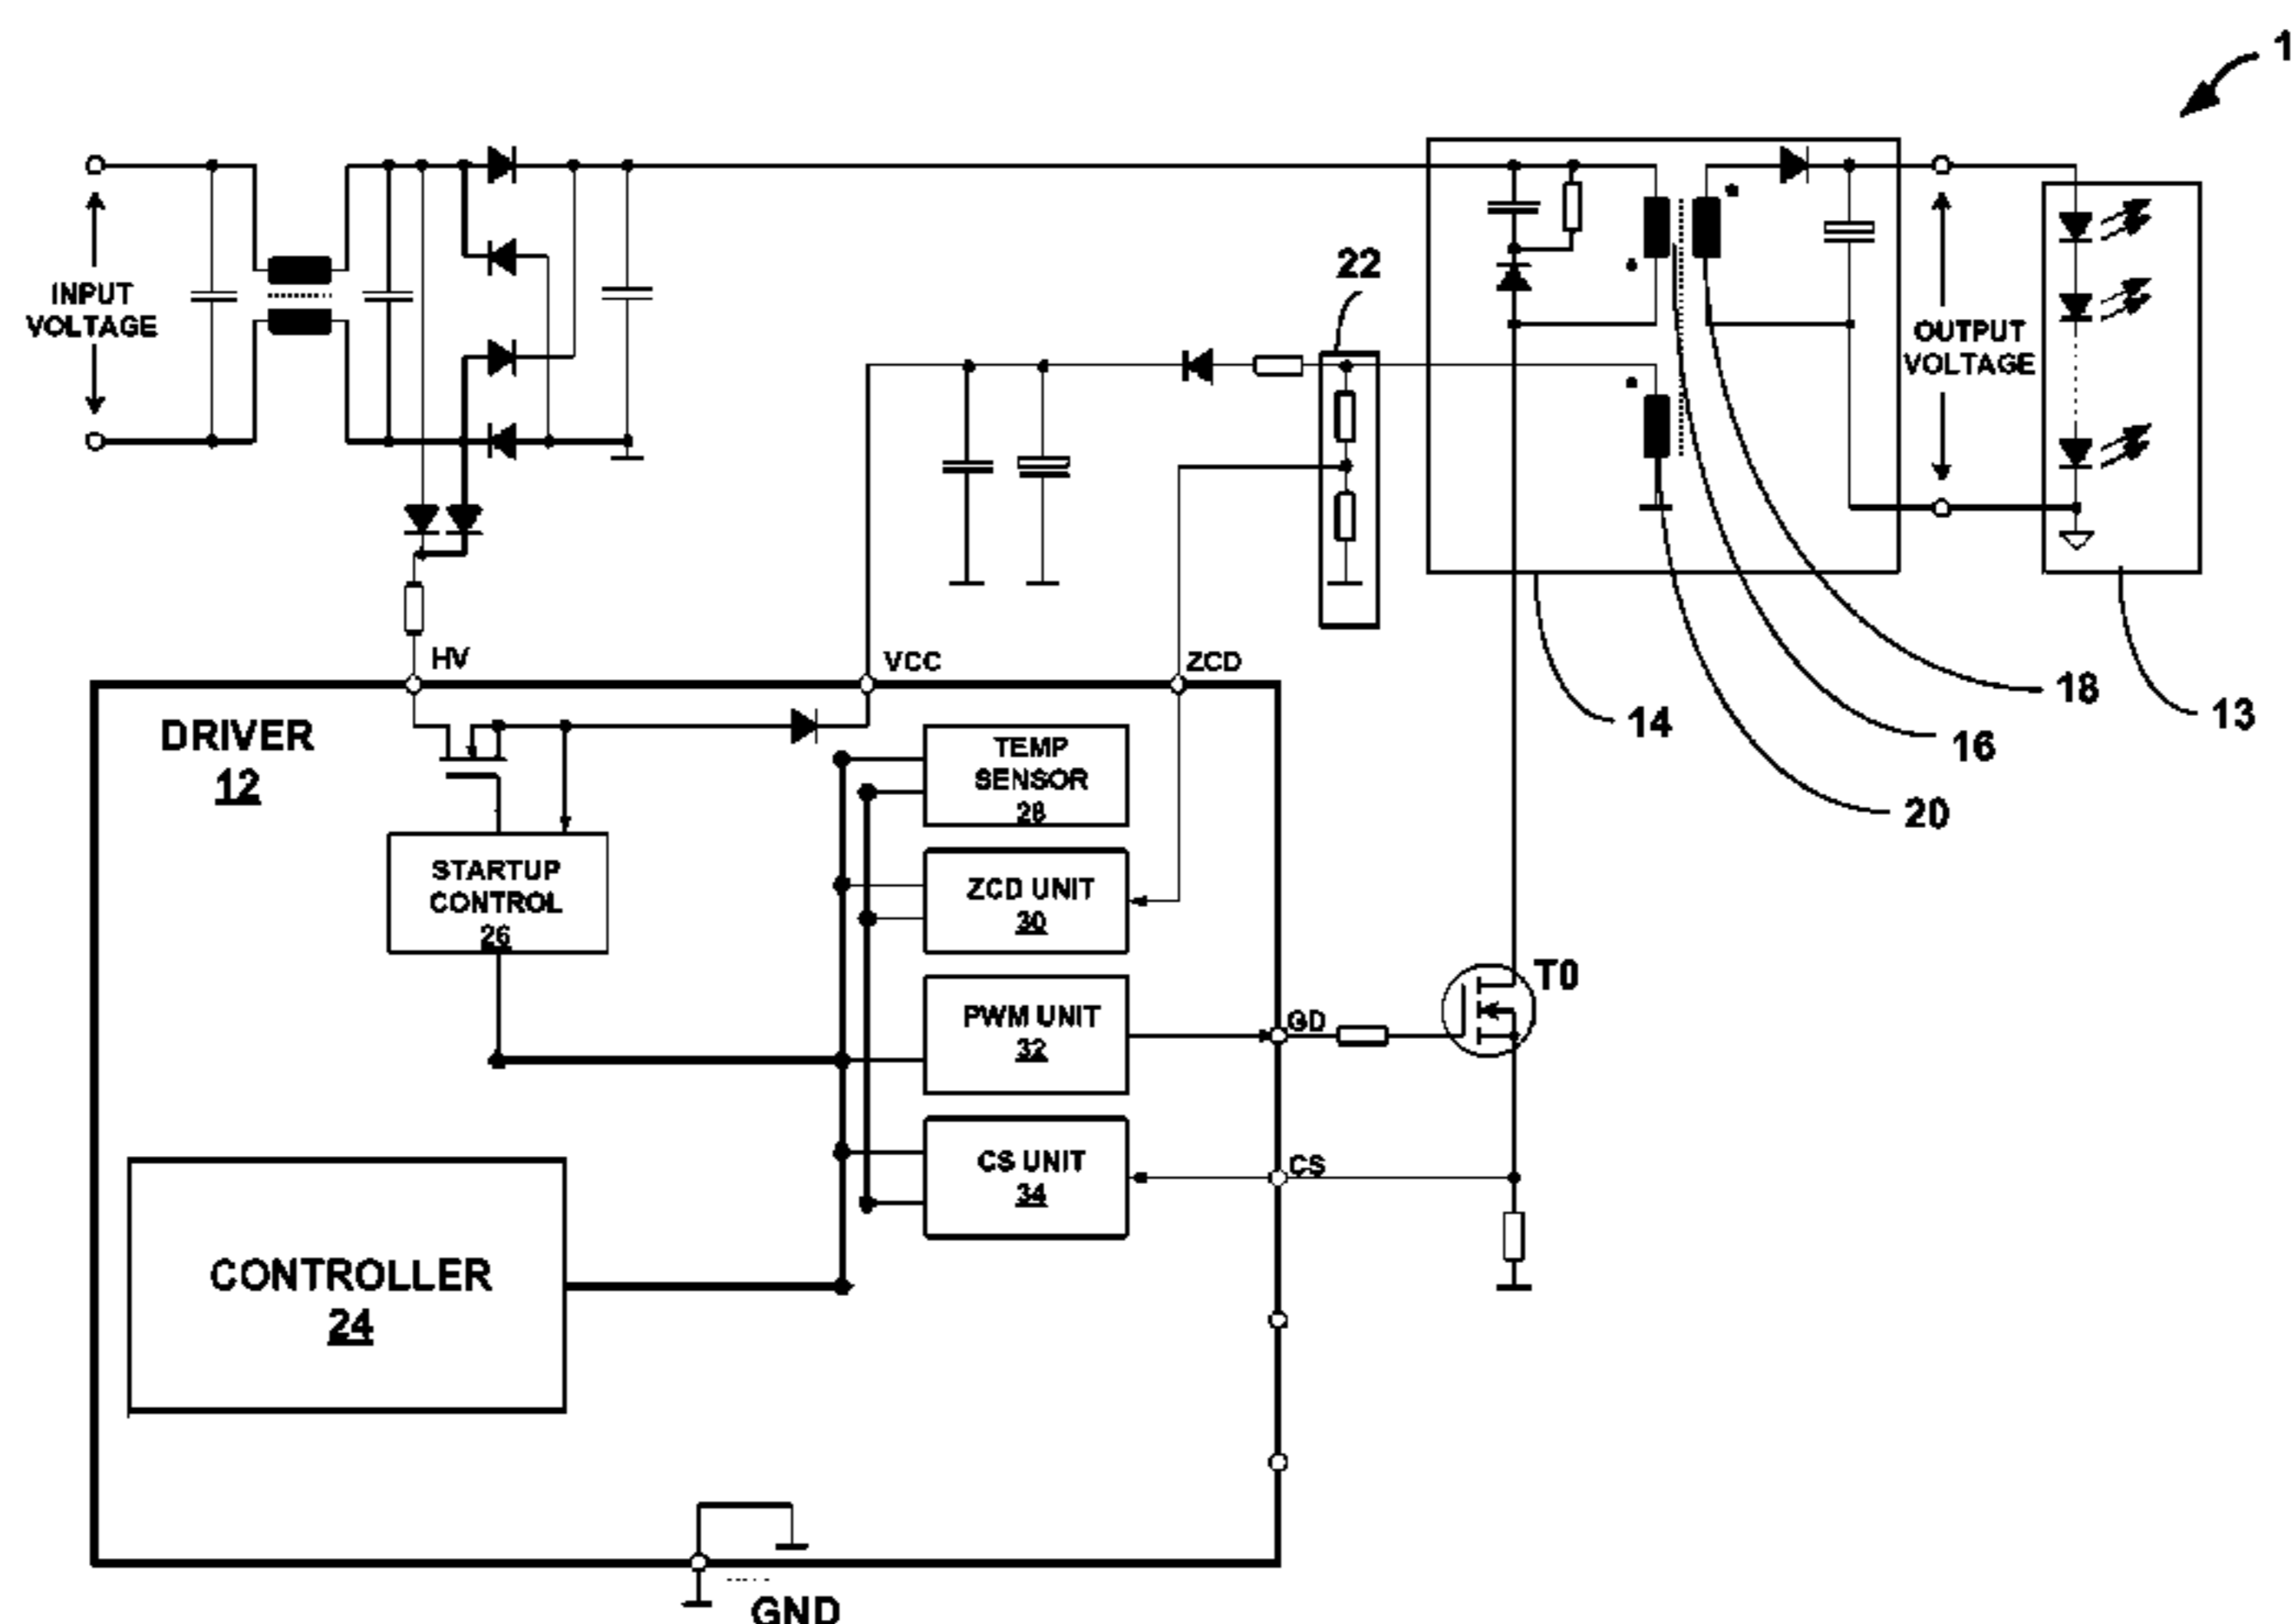 1
INPUT
VOLTAGE
22
OUTPUT
VOLTAGE
HV
VCC
ZCD
18
14
13
16
20
DRIVER
12
TEMP
SENSOR
28
STARTUP
CONTROL
26
ZCD UNIT
30
T0
PWM UNIT
32
GD
CS UNIT
34
CS
CONTROLLER
24
GND